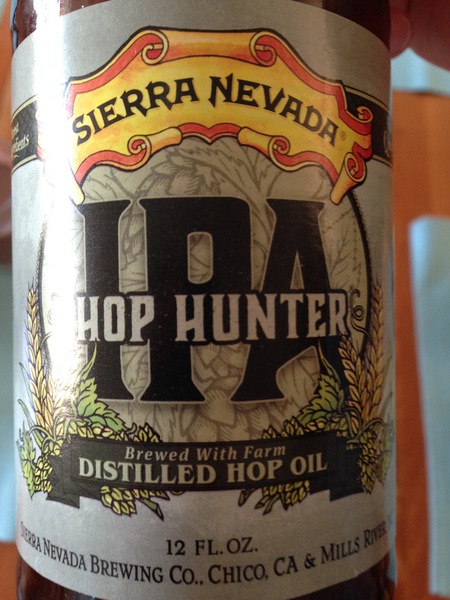 SIERRA NEVADA®
IPA
HOP HUNTER
Brewed With Farm
DISTILLED HOP OIL
12 FL. OZ.
SIERRA NEVADA BREWING CO., CHICO, CA & MILLS RIVER